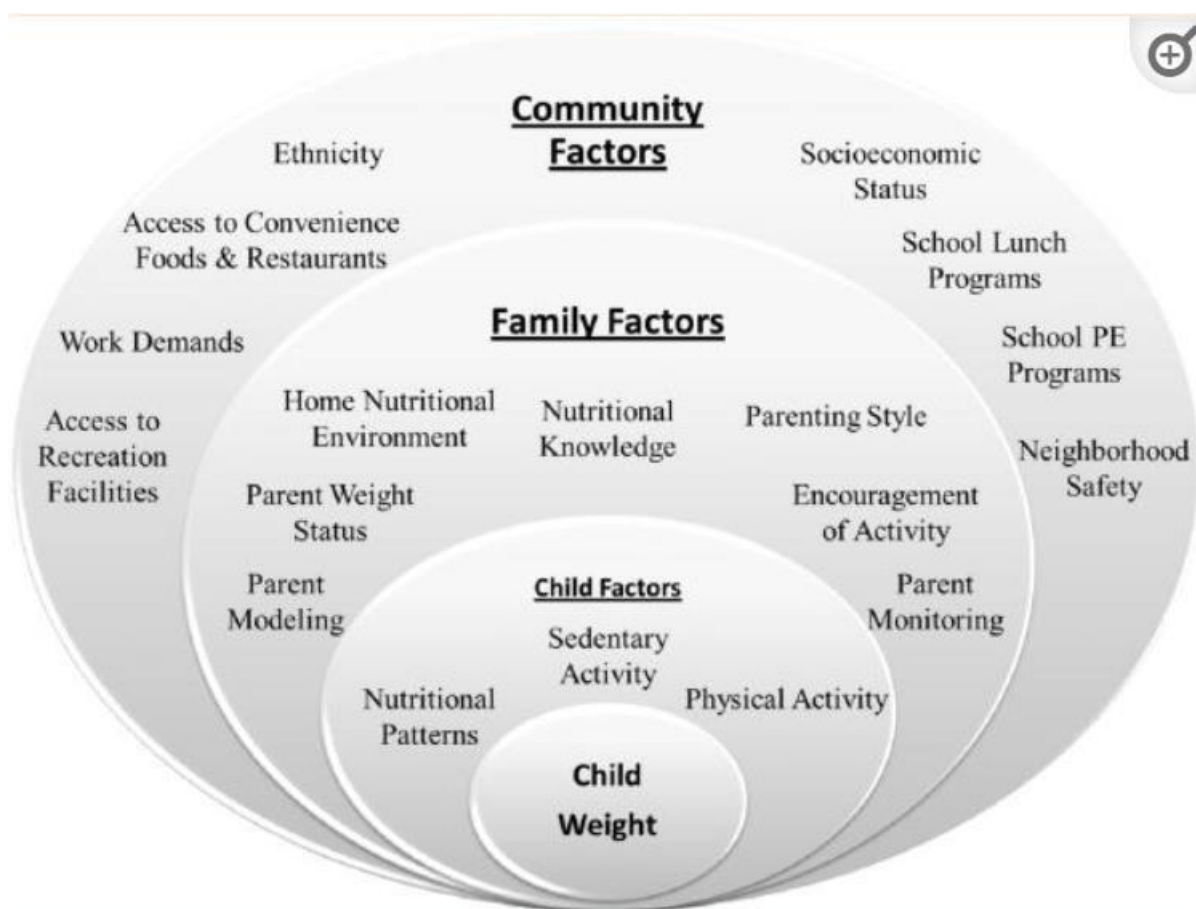 Community
Factors
Ethnicity
Socioeconomic
Status
Access to Convenience
Foods & Restaurants
School Lunch
Programs
Family Factors
Work Demands
School PE
Programs
Home Nutritional
Environment
Nutritional
Knowledge
Parenting Style
Access to
Recreation
Facilities
Neighborhood
Safety
Parent Weight
Status
Encouragement
of Activity
Child Factors
Parent
Modeling
Parent
Monitoring
Sedentary
Activity
Nutritional
Patterns
Physical Activity
Child
Weight